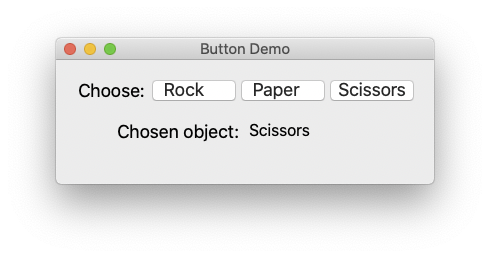 Button Demo
Choose: Rock Paper Scissors
Chosen object: Scissors